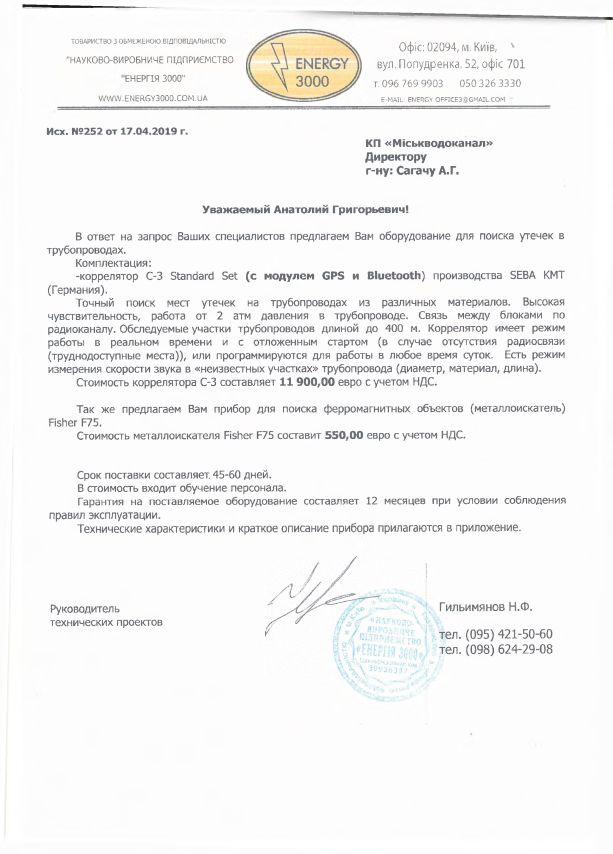 ТОВАРИСТВО З ОБМЕЖЕНОЮ ВІДПОВІДАЛЬНІСТЮ
"НАУКОВО-ВИРОБНИЧЕ ПІДПРИЄМСТВО
"ЕНЕРГІЯ 3000"
WWW.ENERGY3000.COM.UA
ENERGY
3000
Офіс: 02094, м. Київ,
вул. Попудренка, 52, офіс 701
т. 096 769 9903 050 326 3330
E-MAIL: ENERGY.OFFICE3@GMAIL.COM
Исх. №252 от 17.04.2019 г.
КП «Міськводоканал»
Директору
г-ну: Сагачу А.Г.
Уважаемый Анатолий Григорьевич!
В ответ на запрос Ваших специалистов предлагаем Вам оборудование для поиска утечек в
трубопроводах.
Комплектация:
-коррелятор С-3 Standard Set (с модулем GPS и Bluetooth) производства SEBA KMT
(Германия).
Точный поиск мест утечек на трубопроводах из различных материалов. Высокая
чувствительность, работа от 2 атм давления в трубопроводе. Связь между блоками по
радиоканалу. Обследуемые участки трубопроводов длиной до 400 м. Коррелятор имеет режим
работы в реальном времени и с отложенным стартом (в случае отсутствия радиосвязи
(труднодоступные места)), или программируются для работы в любое время суток. Есть режим
измерения скорости звука в «неизвестных участках» трубопровода (диаметр, материал, длина).
Стоимость коррелятора С-3 составляет 11 900,00 евро с учетом НДС.
Так же предлагаем Вам прибор для поиска ферромагнитных объектов (металлоискатель)
Fisher F75.
Стоимость металлоискателя Fisher F75 составит 550,00 евро с учетом НДС.
Срок поставки составляет 45-60 дней.
В стоимость входит обучение персонала.
Гарантия на поставляемое оборудование составляет 12 месяцев при условии соблюдения
правил эксплуатации.
Технические характеристики и краткое описание прибора прилагаются в приложение.
Руководитель
технических проектов
Гильимянов Н.Ф.
тел. (095) 421-50-60
тел. (098) 624-29-08
«НАУКОВО-
ВИРОБНИЧЕ
ПІДПРИЄМСТВО
«ЕНЕРГІЯ 3000»